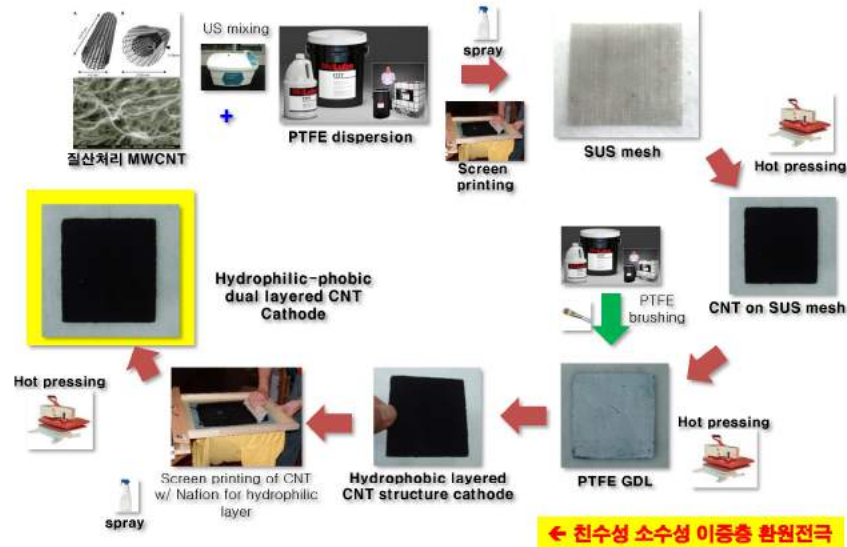 US mixing
+
질산처리 MWCNT
PTFE dispersion
spray
Screen
printing
SUS mesh
Hot pressing
CNT on SUS mesh
PTFE
brushing
Hot pressing
PTFE GDL
Hydrophobic layered
CNT structure cathode
Screen printing of CNT
w/ Nafion for hydrophilic
layer
spray
Hot pressing
Hydrophilic-phobic
dual layered CNT
Cathode
← 친수성 소수성 이중층 환원전극